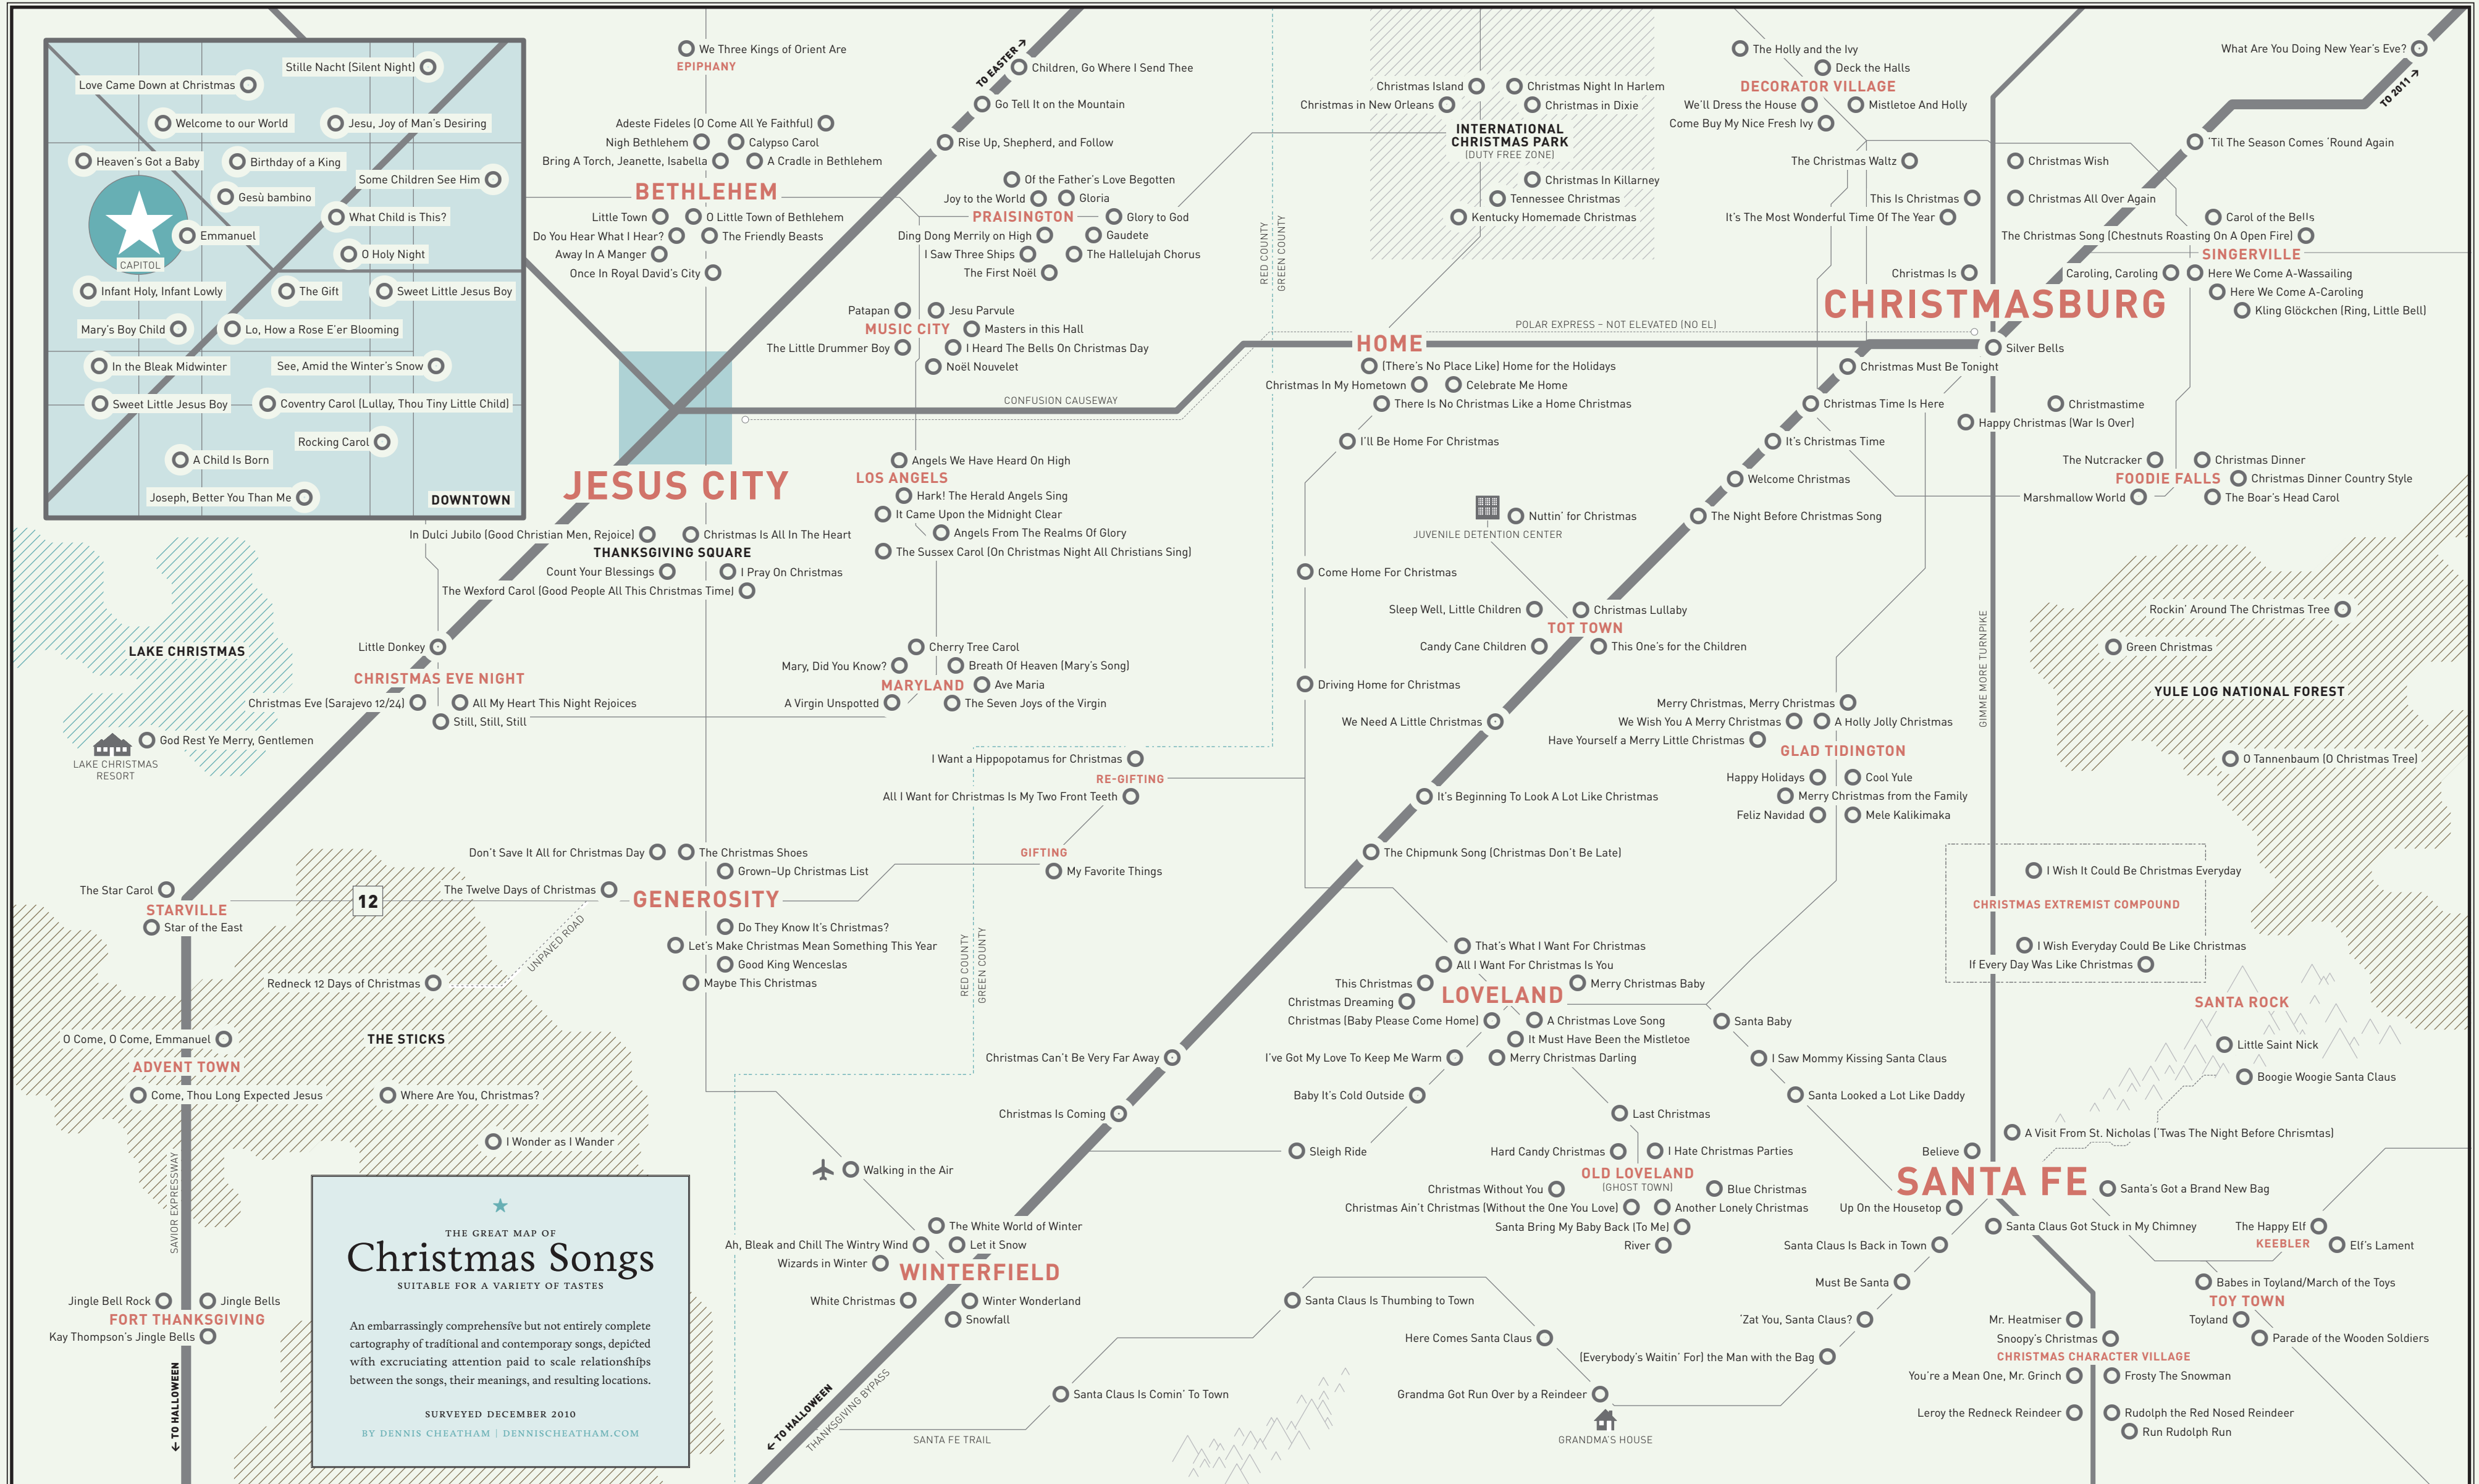 Stille Nacht (Silent Night)
Love Came Down at Christmas
Welcome to our World
Jesu, Joy of Man's Desiring
Heaven's Got a Baby
Birthday of a King
Some Children See Him
Gesù bambino
What Child is This?
Emmanuel
O Holy Night
CAPITOL
Infant Holy, Infant Lowly
The Gift
Sweet Little Jesus Boy
Mary's Boy Child
Lo, How a Rose E'er Blooming
In the Bleak Midwinter
See, Amid the Winter's Snow
Sweet Little Jesus Boy
Coventry Carol (Lullay, Thou Tiny Little Child)
Rocking Carol
A Child Is Born
Joseph, Better You Than Me
DOWNTOWN
We Three Kings of Orient Are
EPIPHANY
TO EASTER →
Children, Go Where I Send Thee
Go Tell It on the Mountain
Rise Up, Shepherd, and Follow
Adeste Fideles (O Come All Ye Faithful)
Nigh Bethlehem
Calypso Carol
Bring A Torch, Jeanette, Isabella
A Cradle in Bethlehem
BETHLEHEM
Little Town
O Little Town of Bethlehem
Do You Hear What I Hear?
The Friendly Beasts
Away In A Manger
Once In Royal David's City
Of the Father's Love Begotten
Joy to the World
Gloria
PRAISINGTON
Glory to God
Ding Dong Merrily on High
Gaudete
I Saw Three Ships
The Hallelujah Chorus
The First Noël
Patapan
Jesu Parvule
MUSIC CITY
Masters in this Hall
The Little Drummer Boy
I Heard The Bells On Christmas Day
Noël Nouvelet
RED COUNTY
GREEN COUNTY
CONFUSION CAUSEWAY
POLAR EXPRESS – NOT ELEVATED (NO EL)
JESUS CITY
Angels We Have Heard On High
LOS ANGELS
Hark! The Herald Angels Sing
It Came Upon the Midnight Clear
Angels From The Realms Of Glory
The Sussex Carol (On Christmas Night All Christians Sing)
In Dulci Jubilo (Good Christian Men, Rejoice)
Christmas Is All In The Heart
THANKSGIVING SQUARE
Count Your Blessings
I Pray On Christmas
The Wexford Carol (Good People All This Christmas Time)
LAKE CHRISTMAS
Little Donkey
CHRISTMAS EVE NIGHT
Christmas Eve (Sarajevo 12/24)
All My Heart This Night Rejoices
Still, Still, Still
God Rest Ye Merry, Gentlemen
LAKE CHRISTMAS
RESORT
Cherry Tree Carol
Mary, Did You Know?
Breath Of Heaven (Mary's Song)
MARYLAND
Ave Maria
A Virgin Unspotted
The Seven Joys of the Virgin
I Want a Hippopotamus for Christmas
RE-GIFTING
All I Want for Christmas Is My Two Front Teeth
GIFTING
My Favorite Things
Don't Save It All for Christmas Day
The Christmas Shoes
Grown-Up Christmas List
The Twelve Days of Christmas
GENEROSITY
Do They Know It's Christmas?
Let's Make Christmas Mean Something This Year
Good King Wenceslas
Maybe This Christmas
RED COUNTY
GREEN COUNTY
The Star Carol
STARVILLE
Star of the East
12
UNPAVED ROAD
Redneck 12 Days of Christmas
O Come, O Come, Emmanuel
ADVENT TOWN
Come, Thou Long Expected Jesus
THE STICKS
Where Are You, Christmas?
I Wonder as I Wander
SAVIOR EXPRESSWAY
Jingle Bell Rock
Jingle Bells
FORT THANKSGIVING
Kay Thompson's Jingle Bells
← TO HALLOWEEN
THE GREAT MAP OF
Christmas Songs
SUITABLE FOR A VARIETY OF TASTES
An embarrassingly comprehensive but not entirely complete
cartography of traditional and contemporary songs, depicted
with excruciating attention paid to scale relationships
between the songs, their meanings, and resulting locations.
SURVEYED DECEMBER 2010
BY DENNIS CHEATHAM | DENNISCHEATHAM.COM
Walking in the Air
The White World of Winter
Ah, Bleak and Chill The Wintry Wind
Let it Snow
Wizards in Winter
WINTERFIELD
White Christmas
Winter Wonderland
Snowfall
← TO HALLOWEEN
THANKSGIVING BYPASS
SANTA FE TRAIL
Santa Claus Is Comin' To Town
Santa Claus Is Thumbing to Town
Here Comes Santa Claus
Grandma Got Run Over by a Reindeer
GRANDMA'S HOUSE
Christmas Island
Christmas Night In Harlem
Christmas in New Orleans
Christmas in Dixie
INTERNATIONAL
CHRISTMAS PARK
(DUTY FREE ZONE)
Christmas In Killarney
Tennessee Christmas
Kentucky Homemade Christmas
HOME
(There's No Place Like) Home for the Holidays
Christmas In My Hometown
Celebrate Me Home
There Is No Christmas Like a Home Christmas
I'll Be Home For Christmas
Come Home For Christmas
Driving Home for Christmas
The Holly and the Ivy
Deck the Halls
DECORATOR VILLAGE
We'll Dress the House
Mistletoe And Holly
Come Buy My Nice Fresh Ivy
The Christmas Waltz
Christmas Wish
This Is Christmas
Christmas All Over Again
It's The Most Wonderful Time Of The Year
Christmas Is
CHRISTMASBURG
Silver Bells
What Are You Doing New Year's Eve?
TO 2011 →
'Til The Season Comes 'Round Again
Carol of the Bells
The Christmas Song (Chestnuts Roasting On A Open Fire)
SINGERVILLE
Caroling, Caroling
Here We Come A-Wassailing
Here We Come A-Caroling
Kling Glöckchen (Ring, Little Bell)
Christmas Must Be Tonight
Christmas Time Is Here
Christmastime
Happy Christmas (War Is Over)
It's Christmas Time
Welcome Christmas
The Night Before Christmas Song
The Nutcracker
Christmas Dinner
FOODIE FALLS
Christmas Dinner Country Style
Marshmallow World
The Boar's Head Carol
Nuttin' for Christmas
JUVENILE DETENTION CENTER
Sleep Well, Little Children
Christmas Lullaby
TOT TOWN
Candy Cane Children
This One's for the Children
We Need A Little Christmas
It's Beginning To Look A Lot Like Christmas
The Chipmunk Song (Christmas Don't Be Late)
Christmas Can't Be Very Far Away
Christmas Is Coming
Sleigh Ride
Merry Christmas, Merry Christmas
We Wish You A Merry Christmas
A Holly Jolly Christmas
Have Yourself a Merry Little Christmas
GLAD TIDINGTON
Happy Holidays
Cool Yule
Merry Christmas from the Family
Feliz Navidad
Mele Kalikimaka
GIMME MORE TURNPIKE
Rockin' Around The Christmas Tree
Green Christmas
YULE LOG NATIONAL FOREST
O Tannenbaum (O Christmas Tree)
I Wish It Could Be Christmas Everyday
CHRISTMAS EXTREMIST COMPOUND
I Wish Everyday Could Be Like Christmas
If Every Day Was Like Christmas
SANTA ROCK
Little Saint Nick
Boogie Woogie Santa Claus
A Visit From St. Nicholas ('Twas The Night Before Chrismtas)
That's What I Want For Christmas
All I Want For Christmas Is You
This Christmas
Merry Christmas Baby
LOVELAND
Christmas Dreaming
Christmas (Baby Please Come Home)
A Christmas Love Song
It Must Have Been the Mistletoe
I've Got My Love To Keep Me Warm
Merry Christmas Darling
Baby It's Cold Outside
Last Christmas
Hard Candy Christmas
I Hate Christmas Parties
OLD LOVELAND
(GHOST TOWN)
Christmas Without You
Blue Christmas
Christmas Ain't Christmas (Without the One You Love)
Another Lonely Christmas
Santa Bring My Baby Back (To Me)
River
Santa Baby
I Saw Mommy Kissing Santa Claus
Santa Looked a Lot Like Daddy
Believe
SANTA FE
Santa's Got a Brand New Bag
Up On the Housetop
Santa Claus Got Stuck in My Chimney
Santa Claus Is Back in Town
Must Be Santa
'Zat You, Santa Claus?
(Everybody's Waitin' For) the Man with the Bag
The Happy Elf
KEEBLER
Elf's Lament
Babes in Toyland/March of the Toys
TOY TOWN
Toyland
Parade of the Wooden Soldiers
Mr. Heatmiser
Snoopy's Christmas
CHRISTMAS CHARACTER VILLAGE
You're a Mean One, Mr. Grinch
Frosty The Snowman
Leroy the Redneck Reindeer
Rudolph the Red Nosed Reindeer
Run Rudolph Run